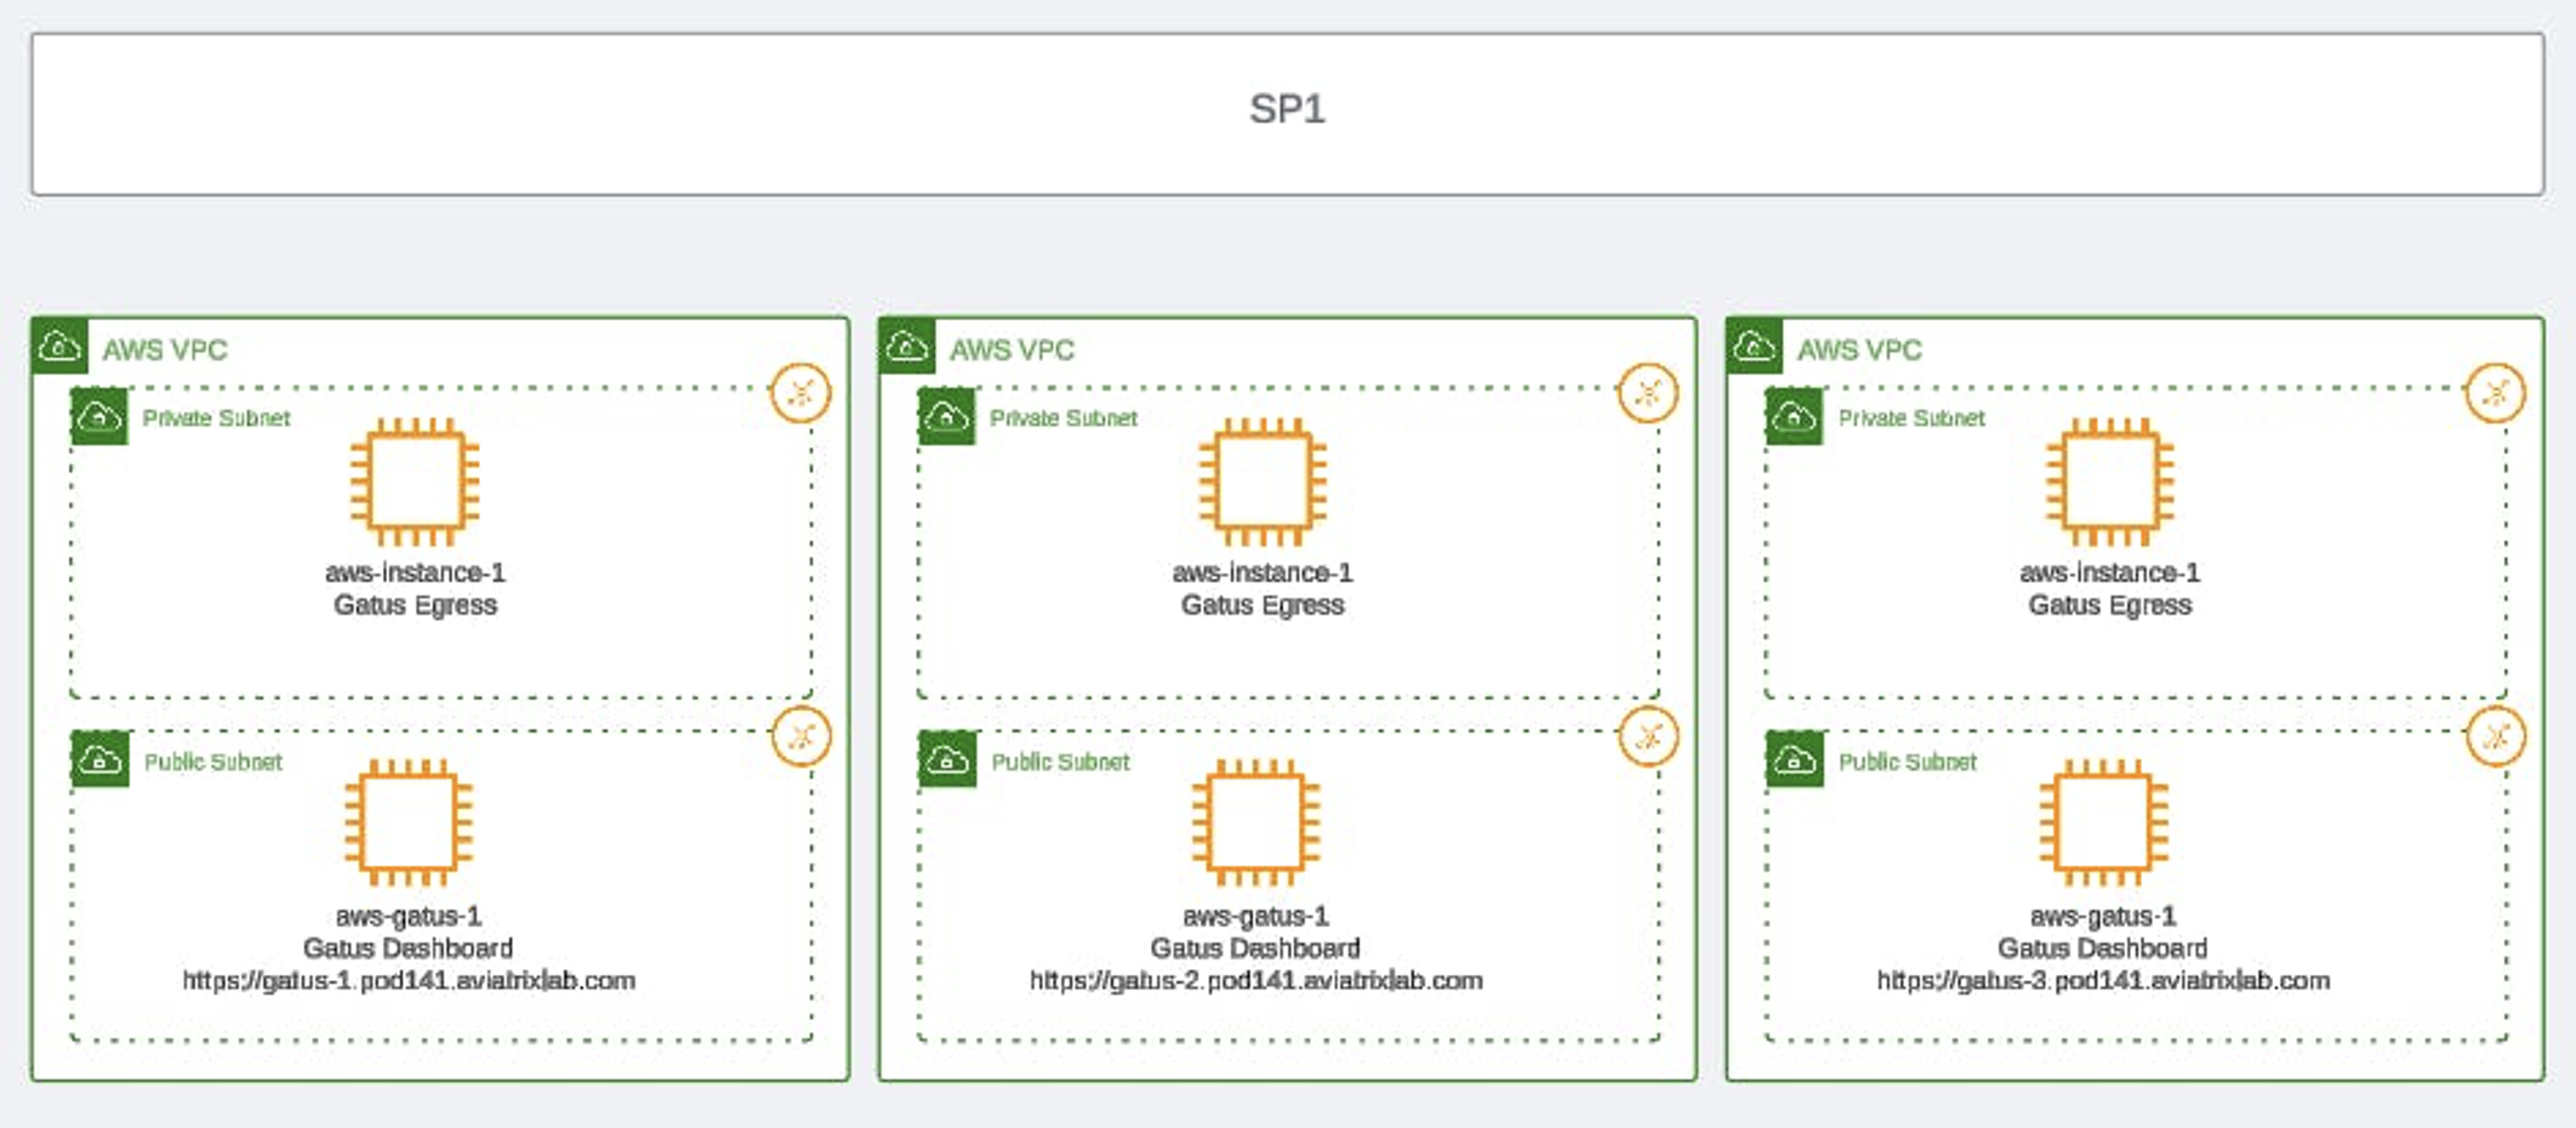 SP1
AWS VPC
Private Subnet
aws-instance-1
Gatus Egress
Public Subnet
aws-gatus-1
Gatus Dashboard
https://gatus-1.pod141.aviatrixlab.com
AWS VPC
Private Subnet
aws-instance-1
Gatus Egress
Public Subnet
aws-gatus-1
Gatus Dashboard
https://gatus-2.pod141.aviatrixlab.com
AWS VPC
Private Subnet
aws-instance-1
Gatus Egress
Public Subnet
aws-gatus-1
Gatus Dashboard
https://gatus-3.pod141.aviatrixlab.com